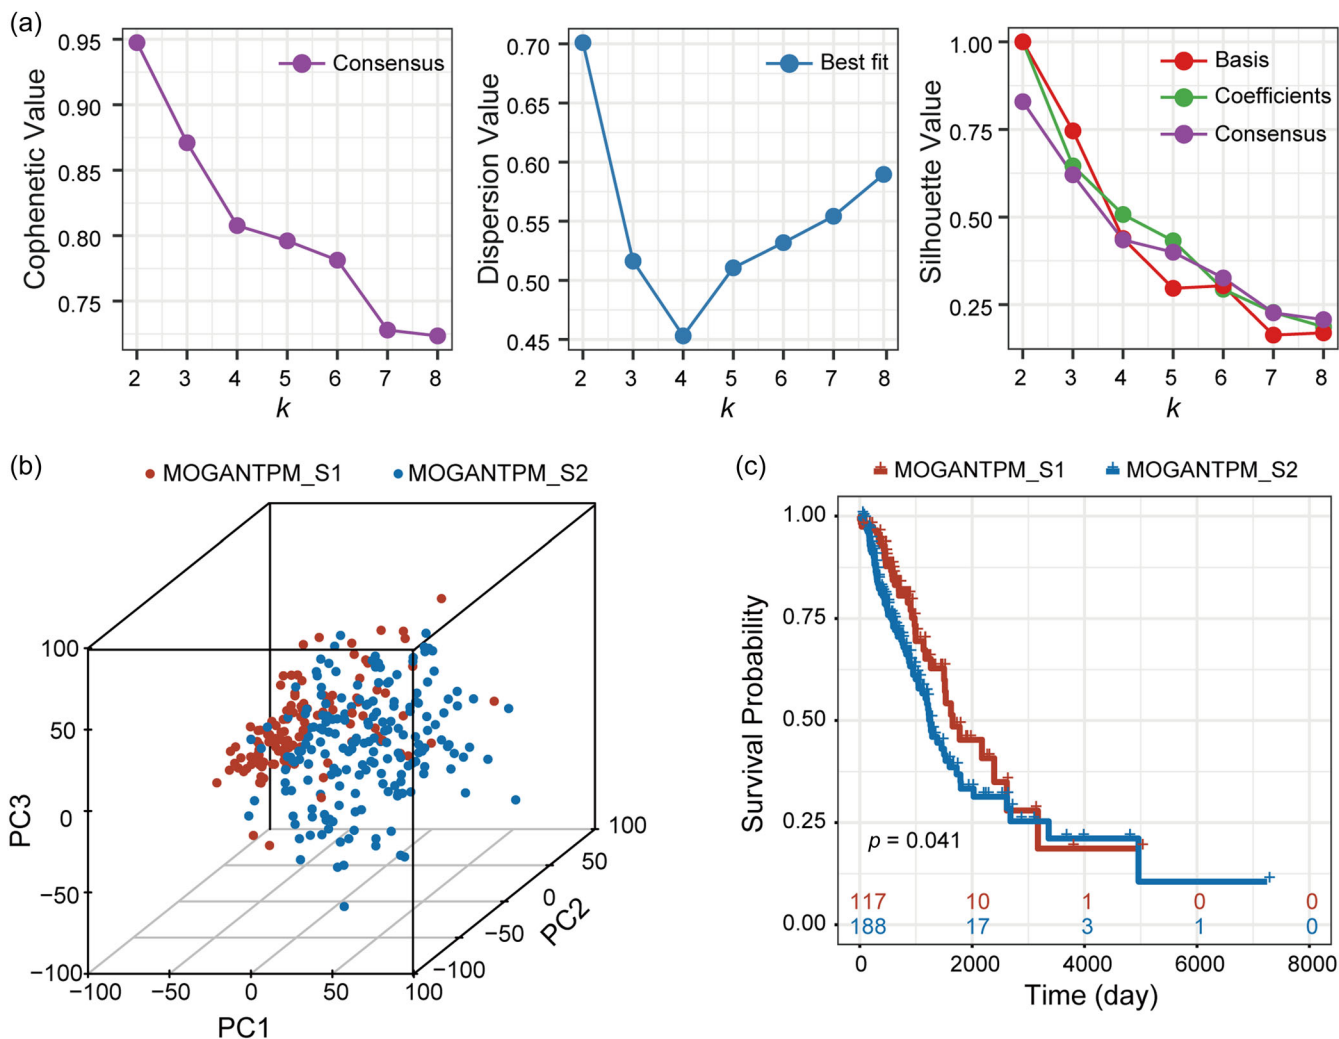 (a)
Cophenetic Value
0.95
0.90
0.85
0.80
0.75
Consensus
2 3 4 5 6 7 8
k
Dispersion Value
0.70
0.65
0.60
0.55
0.50
0.45
Best fit
2 3 4 5 6 7 8
k
Silhouette Value
1.00
0.75
0.50
0.25
Basis
Coefficients
Consensus
2 3 4 5 6 7 8
k
(b)
MOGANTPM_S1 MOGANTPM_S2
PC3
100
50
0
−50
−100
−100 −50 0 50 100
PC1
100
50
0
−50
−100
PC2
(c)
MOGANTPM_S1 MOGANTPM_S2
Survival Probability
1.00
0.75
0.50
0.25
0.00
p = 0.041
117 10 1 0 0
188 17 3 1 0
0 2000 4000 6000 8000
Time (day)